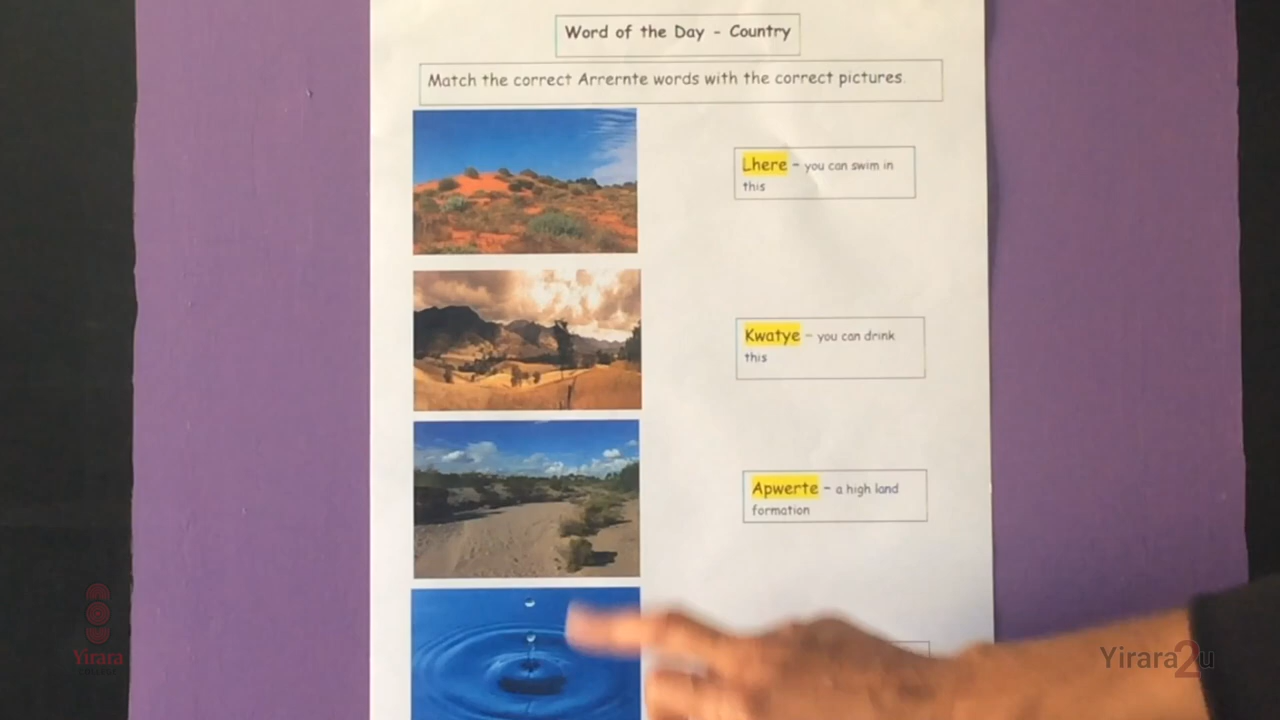 Word of the Day - Country
Match the correct Arrernte words with the correct pictures.
Lhere - you can swim in
this
Kwatye - you can drink
this
Apwerte - a high land
formation
Yirara
Yirara2u